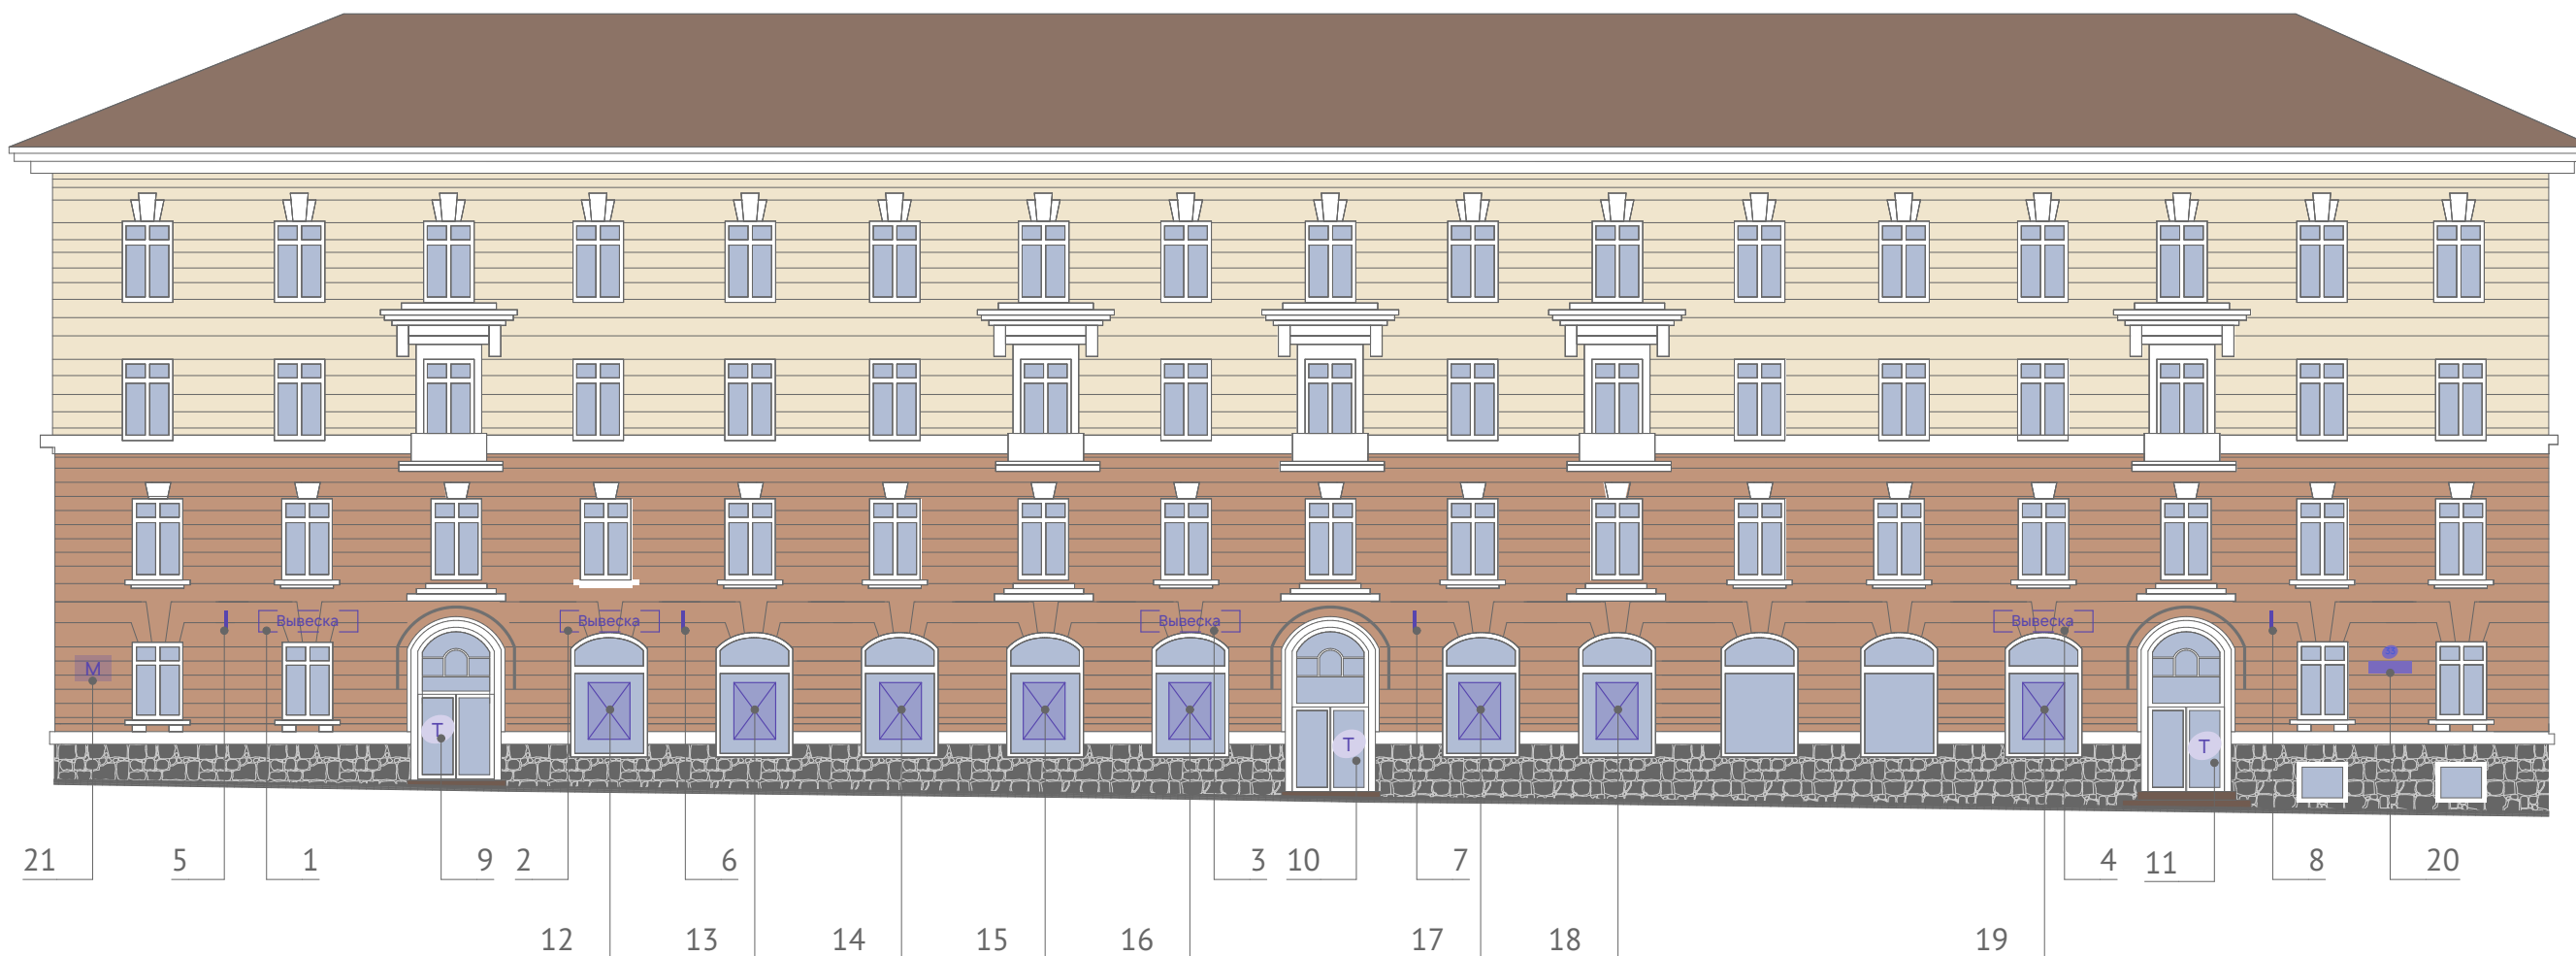 Вывеска Вывеска Вывеска Вывеска
М
Т Т Т
21 5 1 9 2 6 3 10 7 4 11 8 20
12 13 14 15 16 17 18 19